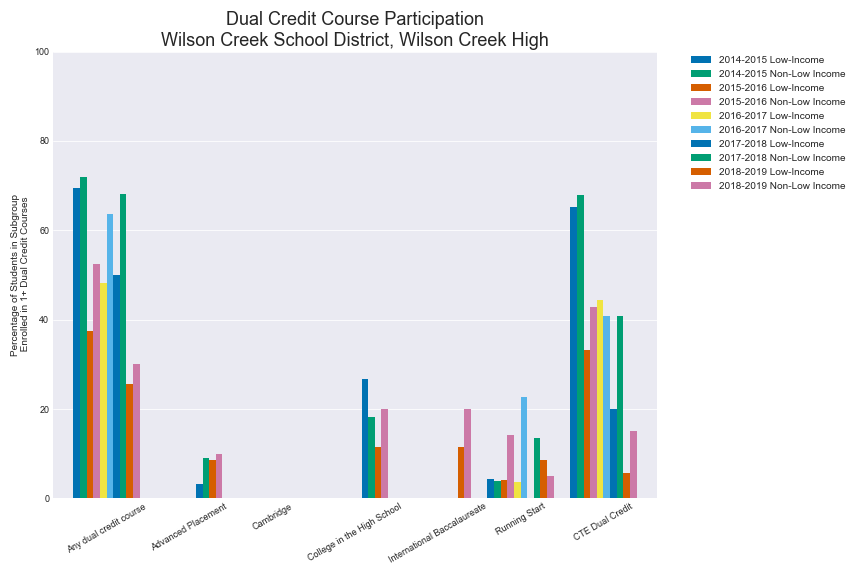 Dual Credit Course Participation
Wilson Creek School District, Wilson Creek High
Percentage of Students in Subgroup
Enrolled in 1+ Dual Credit Courses
100
80
60
40
20
0
Any dual credit course
Advanced Placement
Cambridge
College in the High School
International Baccalaureate
Running Start
CTE Dual Credit
2014-2015 Low-Income
2014-2015 Non-Low Income
2015-2016 Low-Income
2015-2016 Non-Low Income
2016-2017 Low-Income
2016-2017 Non-Low Income
2017-2018 Low-Income
2017-2018 Non-Low Income
2018-2019 Low-Income
2018-2019 Non-Low Income